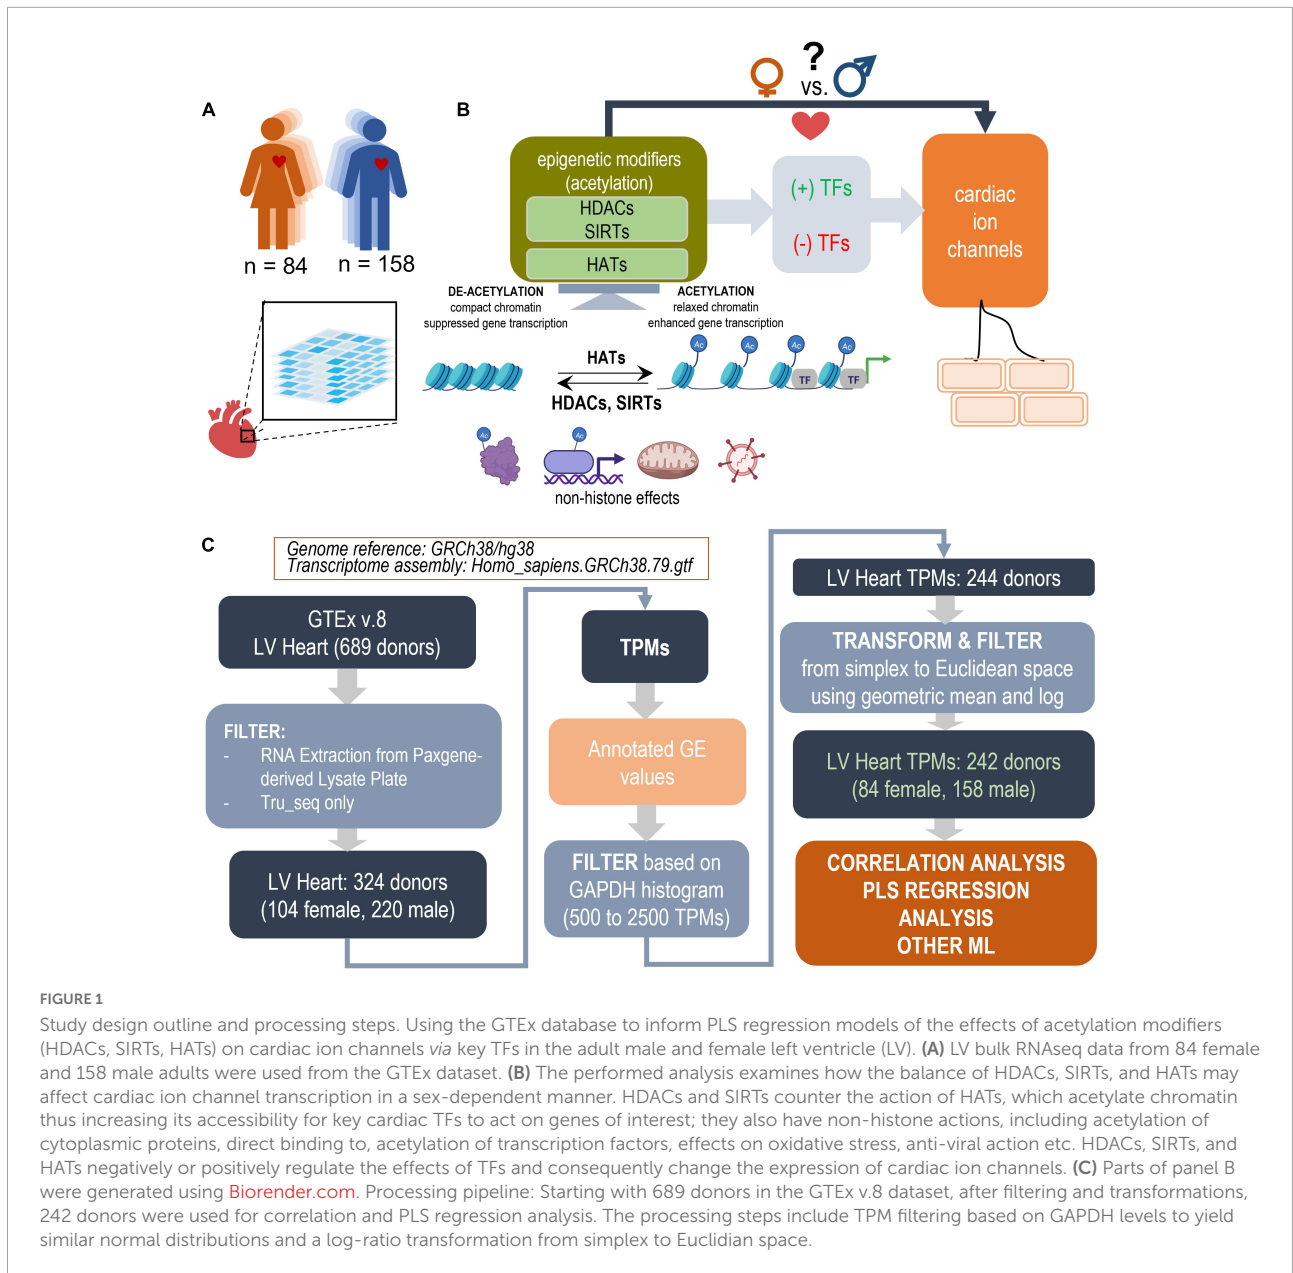 A
n = 84
n = 158
B
?
vs.
epigenetic modifiers
(acetylation)
HDACs
SIRTs
HATs
(+) TFs
(-) TFs
cardiac
ion
channels
DE-ACETYLATION
compact chromatin
suppressed gene transcription
ACETYLATION
relaxed chromatin
enhanced gene transcription
HATs
HDACs, SIRTs
Ac
Ac
Ac
Ac
TF
TF
Ac
Ac
non-histone effects
C
Genome reference: GRCh38/hg38
Transcriptome assembly: Homo_sapiens.GRCh38.79.gtf
GTEx v.8
LV Heart (689 donors)
FILTER:
- RNA Extraction from Paxgene-
derived Lysate Plate
- Tru_seq only
LV Heart: 324 donors
(104 female, 220 male)
TPMs
Annotated GE
values
FILTER based on
GAPDH histogram
(500 to 2500 TPMs)
LV Heart TPMs: 244 donors
TRANSFORM & FILTER
from simplex to Euclidean space
using geometric mean and log
LV Heart TPMs: 242 donors
(84 female, 158 male)
CORRELATION ANALYSIS
PLS REGRESSION
ANALYSIS
OTHER ML
FIGURE 1
Study design outline and processing steps. Using the GTEx database to inform PLS regression models of the effects of acetylation modifiers
(HDACs, SIRTs, HATs) on cardiac ion channels via key TFs in the adult male and female left ventricle (LV). (A) LV bulk RNAseq data from 84 female
and 158 male adults were used from the GTEx dataset. (B) The performed analysis examines how the balance of HDACs, SIRTs, and HATs may
affect cardiac ion channel transcription in a sex-dependent manner. HDACs and SIRTs counter the action of HATs, which acetylate chromatin
thus increasing its accessibility for key cardiac TFs to act on genes of interest; they also have non-histone actions, including acetylation of
cytoplasmic proteins, direct binding to, acetylation of transcription factors, effects on oxidative stress, anti-viral action etc. HDACs, SIRTs, and
HATs negatively or positively regulate the effects of TFs and consequently change the expression of cardiac ion channels. (C) Parts of panel B
were generated using Biorender.com. Processing pipeline: Starting with 689 donors in the GTEx v.8 dataset, after filtering and transformations,
242 donors were used for correlation and PLS regression analysis. The processing steps include TPM filtering based on GAPDH levels to yield
similar normal distributions and a log-ratio transformation from simplex to Euclidian space.